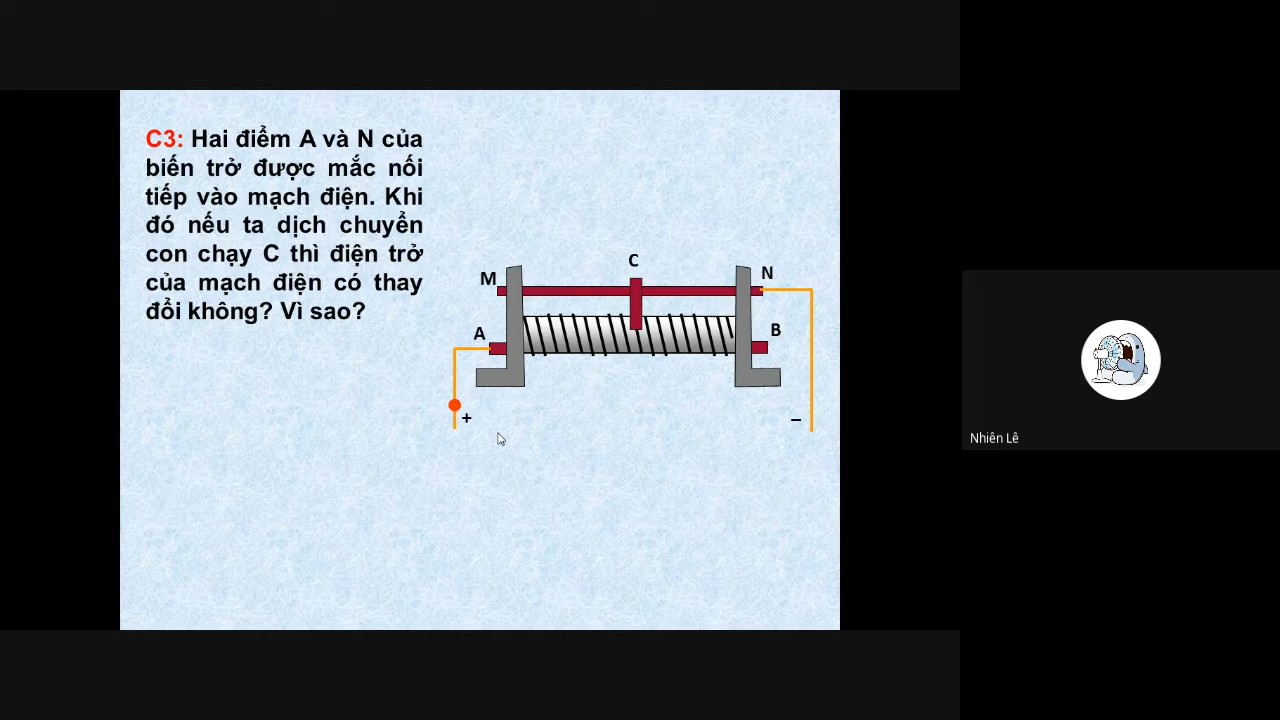 C3: Hai điểm A và N của
biến trở được mắc nối
tiếp vào mạch điện. Khi
đó nếu ta dịch chuyển
con chạy C thì điện trở
của mạch điện có thay
đổi không? Vì sao?
C
M
N
A
B
+
–
Nhiên Lê